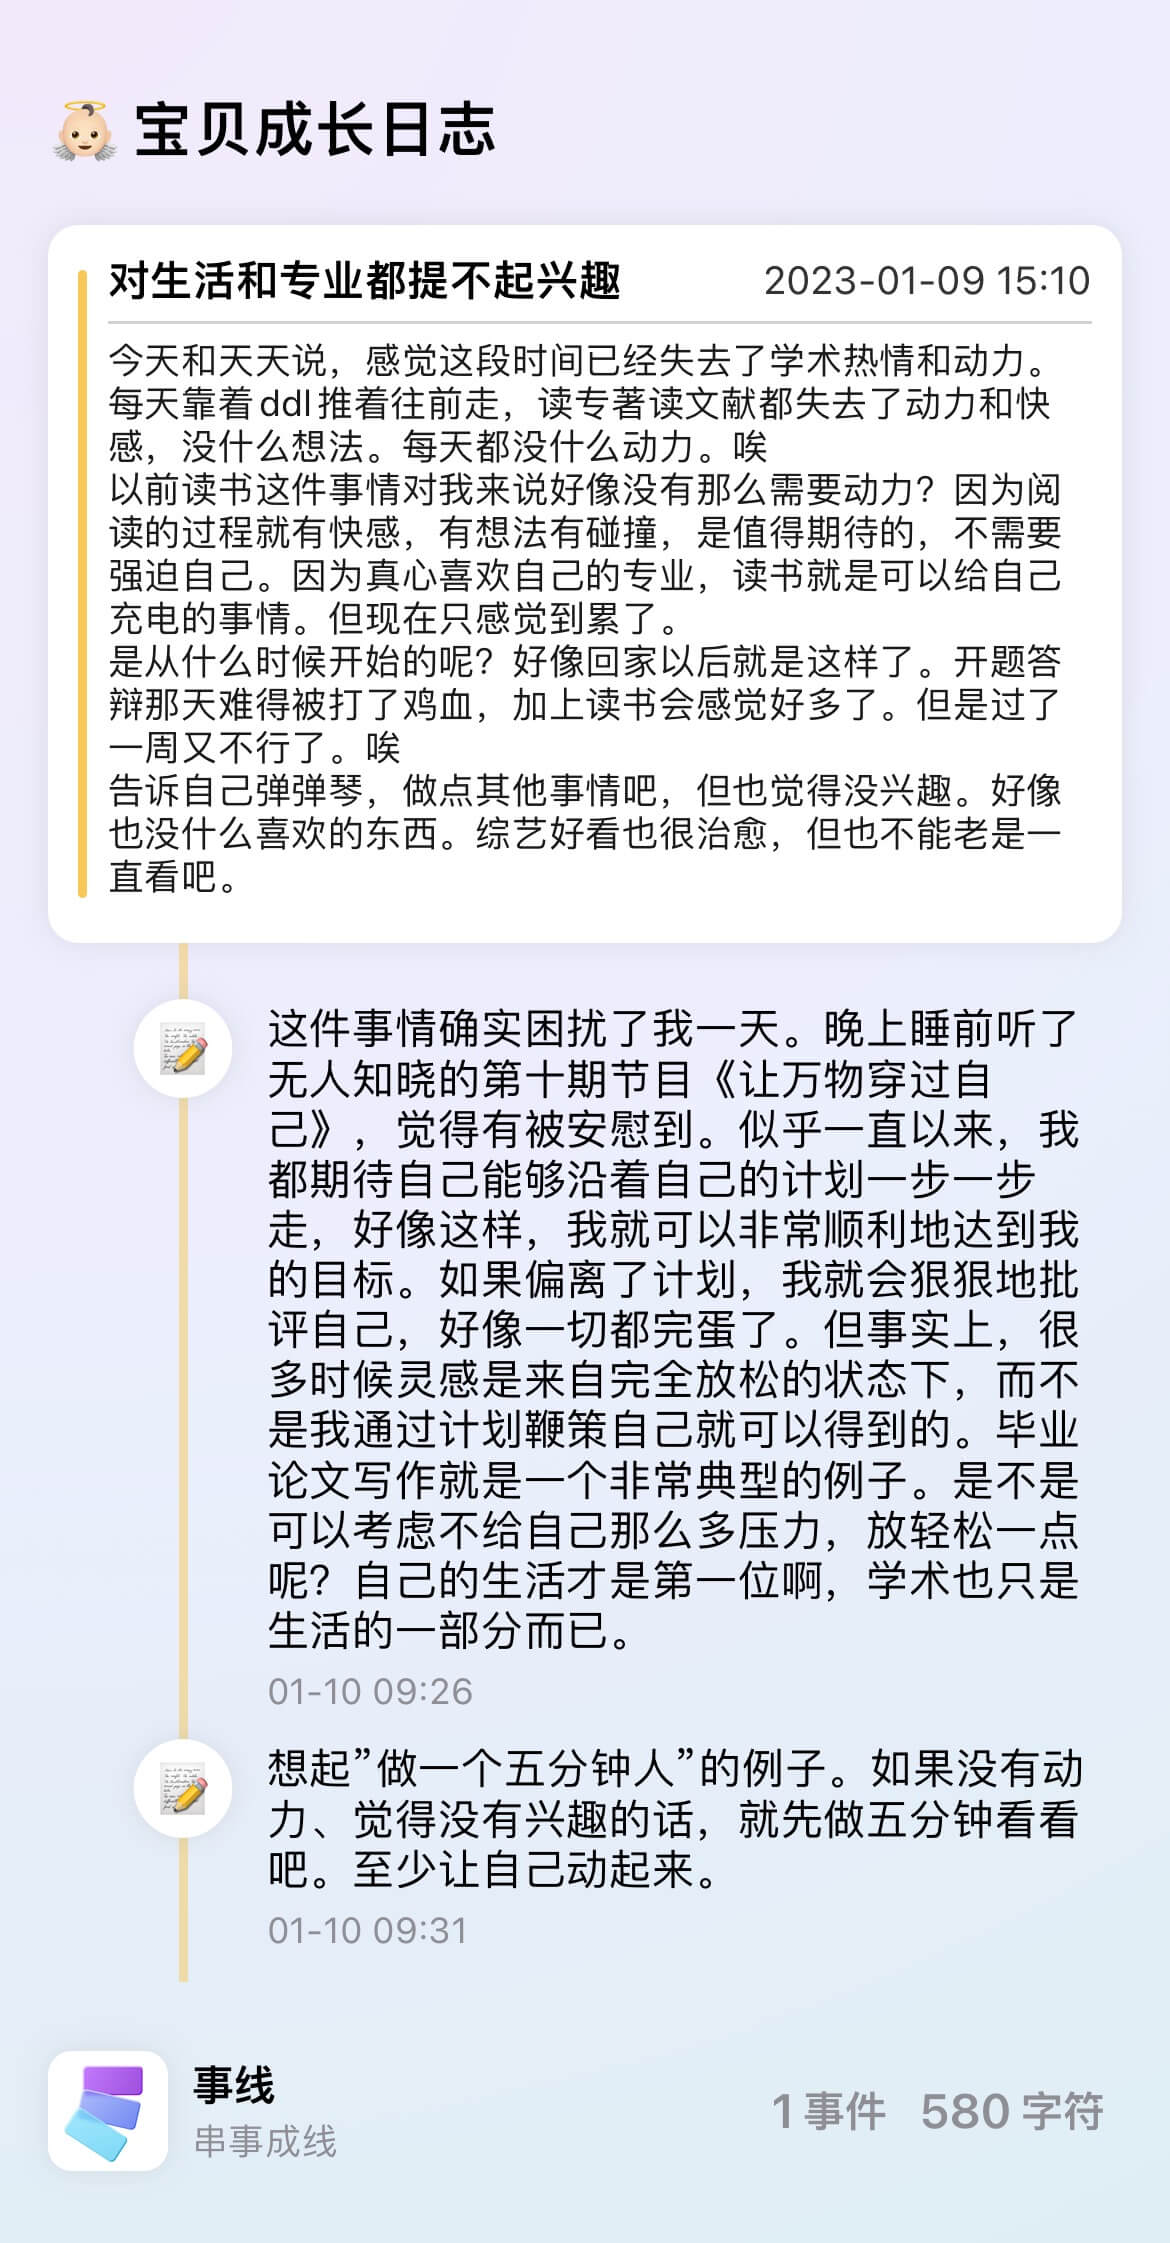 宝贝成长日志
对生活和专业都提不起兴趣 2023-01-09 15:10
今天和天天说，感觉这段时间已经失去了学术热情和动力。
每天靠着ddl推着往前走，读专著读文献都失去了动力和快
感，没什么想法。每天都没什么动力。唉
以前读书这件事情对我来说好像没有那么需要动力？因为阅
读的过程就有快感，有想法有碰撞，是值得期待的，不需要
强迫自己。因为真心喜欢自己的专业，读书就是可以给自己
充电的事情。但现在只感觉到累了。
是从什么时候开始的呢？好像回家以后就是这样了。开题答
辩那天难得被打了鸡血，加上读书会感觉好多了。但是过了
一周又不行了。唉
告诉自己弹弹琴，做点其他事情吧，但也觉得没兴趣。好像
也没什么喜欢的东西。综艺好看也很治愈，但也不能老是一
直看吧。
这件事情确实困扰了我一天。晚上睡前听了
无人知晓的第十期节目《让万物穿过自
己》，觉得有被安慰到。似乎一直以来，我
都期待自己能够沿着自己的计划一步一步
走，好像这样，我就可以非常顺利地达到我
的目标。如果偏离了计划，我就会狠狠地批
评自己，好像一切都完蛋了。但事实上，很
多时候灵感是来自完全放松的状态下，而不
是我通过计划鞭策自己就可以得到的。毕业
论文写作就是一个非常典型的例子。是不是
可以考虑不给自己那么多压力，放轻松一点
呢？自己的生活才是第一位啊，学术也只是
生活的一部分而已。
01-10 09:26
想起”做一个五分钟人”的例子。如果没有动
力、觉得没有兴趣的话，就先做五分钟看看
吧。至少让自己动起来。
01-10 09:31
事线
串事成线
1事件 580字符